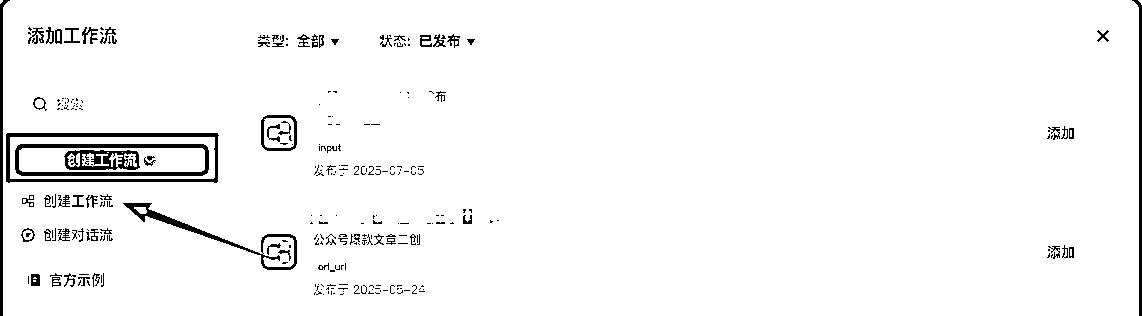 添加工作流
类型: 全部 状态: 已发布
搜索
创建工作流
创建工作流
创建对话流
官方示例
布
input
发布于 2025-07-05
添加
公众号爆款文章二创
ori_url
发布于 2025-05-24
添加